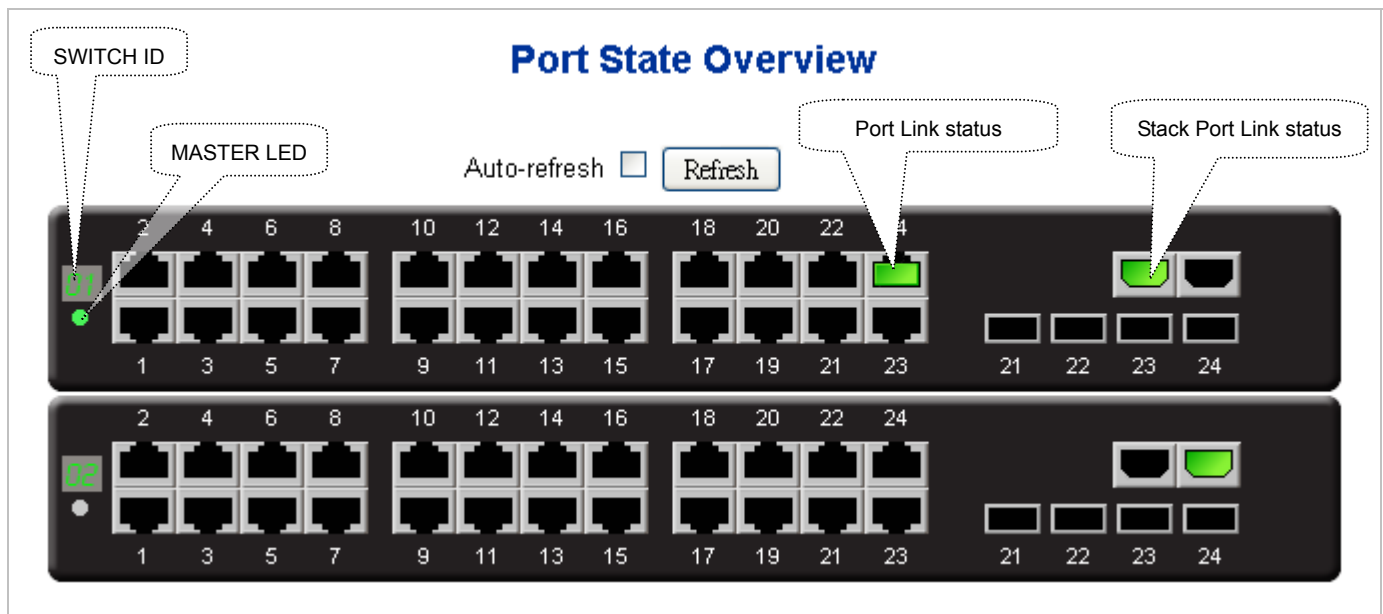 SWITCH ID
Port State Overview
MASTER LED
Port Link status
Stack Port Link status
Auto-refresh Refresh
2 4 6 8 10 12 14 16 18 20 22
01
1 3 5 7 9 11 13 15 17 19 21 23 21 22 23 24
2 4 6 8 10 12 14 16 18 20 22 24
02
1 3 5 7 9 11 13 15 17 19 21 23 21 22 23 24